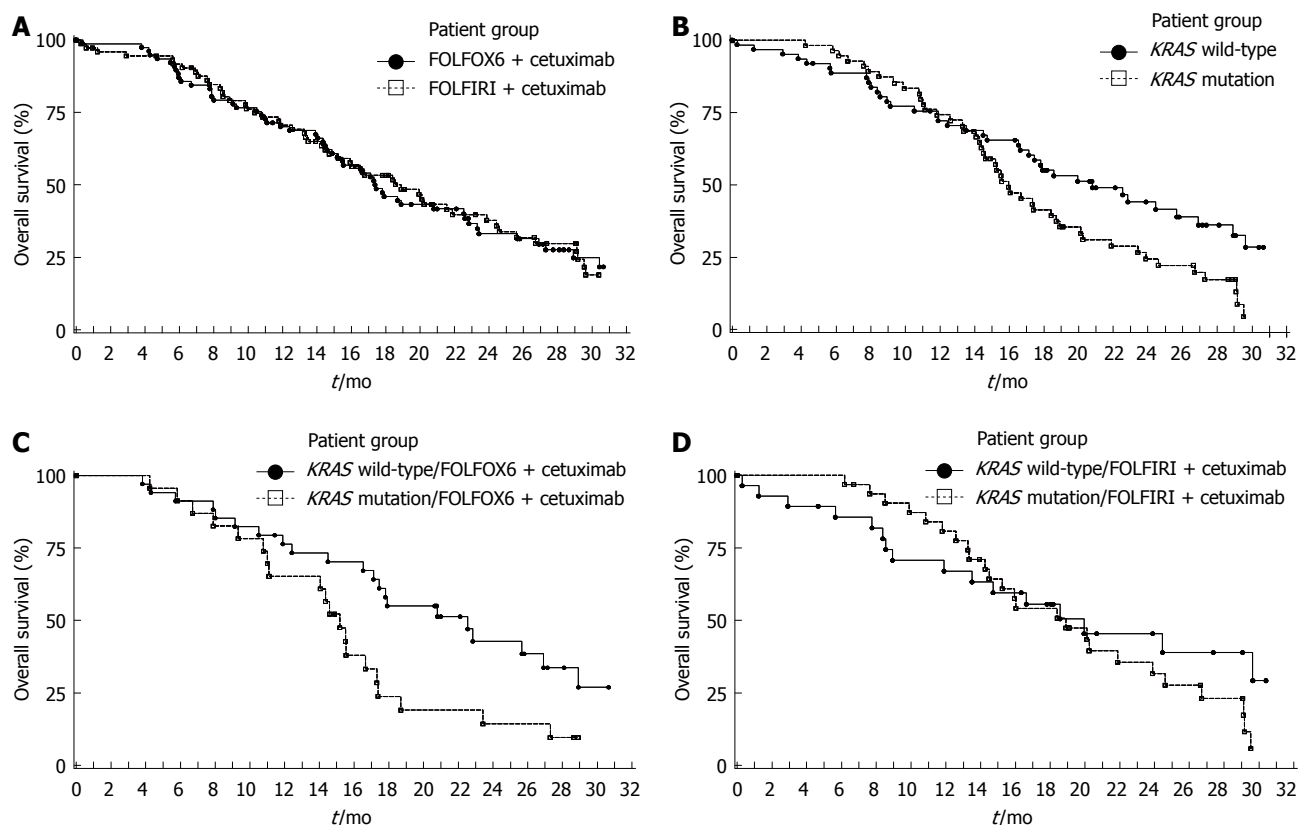 A
Patient group
FOLFOX6 + cetuximab
FOLFIRI + cetuximab
Overall survival (%)
100
75
50
25
0
0 2 4 6 8 10 12 14 16 18 20 22 24 26 28 30 32
t/mo
B
Patient group
KRAS wild-type
KRAS mutation
Overall survival (%)
100
75
50
25
0
0 2 4 6 8 10 12 14 16 18 20 22 24 26 28 30 32
t/mo
C
Patient group
KRAS wild-type/FOLFOX6 + cetuximab
KRAS mutation/FOLFOX6 + cetuximab
Overall survival (%)
100
75
50
25
0
0 2 4 6 8 10 12 14 16 18 20 22 24 26 28 30 32
t/mo
D
Patient group
KRAS wild-type/FOLFIRI + cetuximab
KRAS mutation/FOLFIRI + cetuximab
Overall survival (%)
100
75
50
25
0
0 2 4 6 8 10 12 14 16 18 20 22 24 26 28 30 32
t/mo